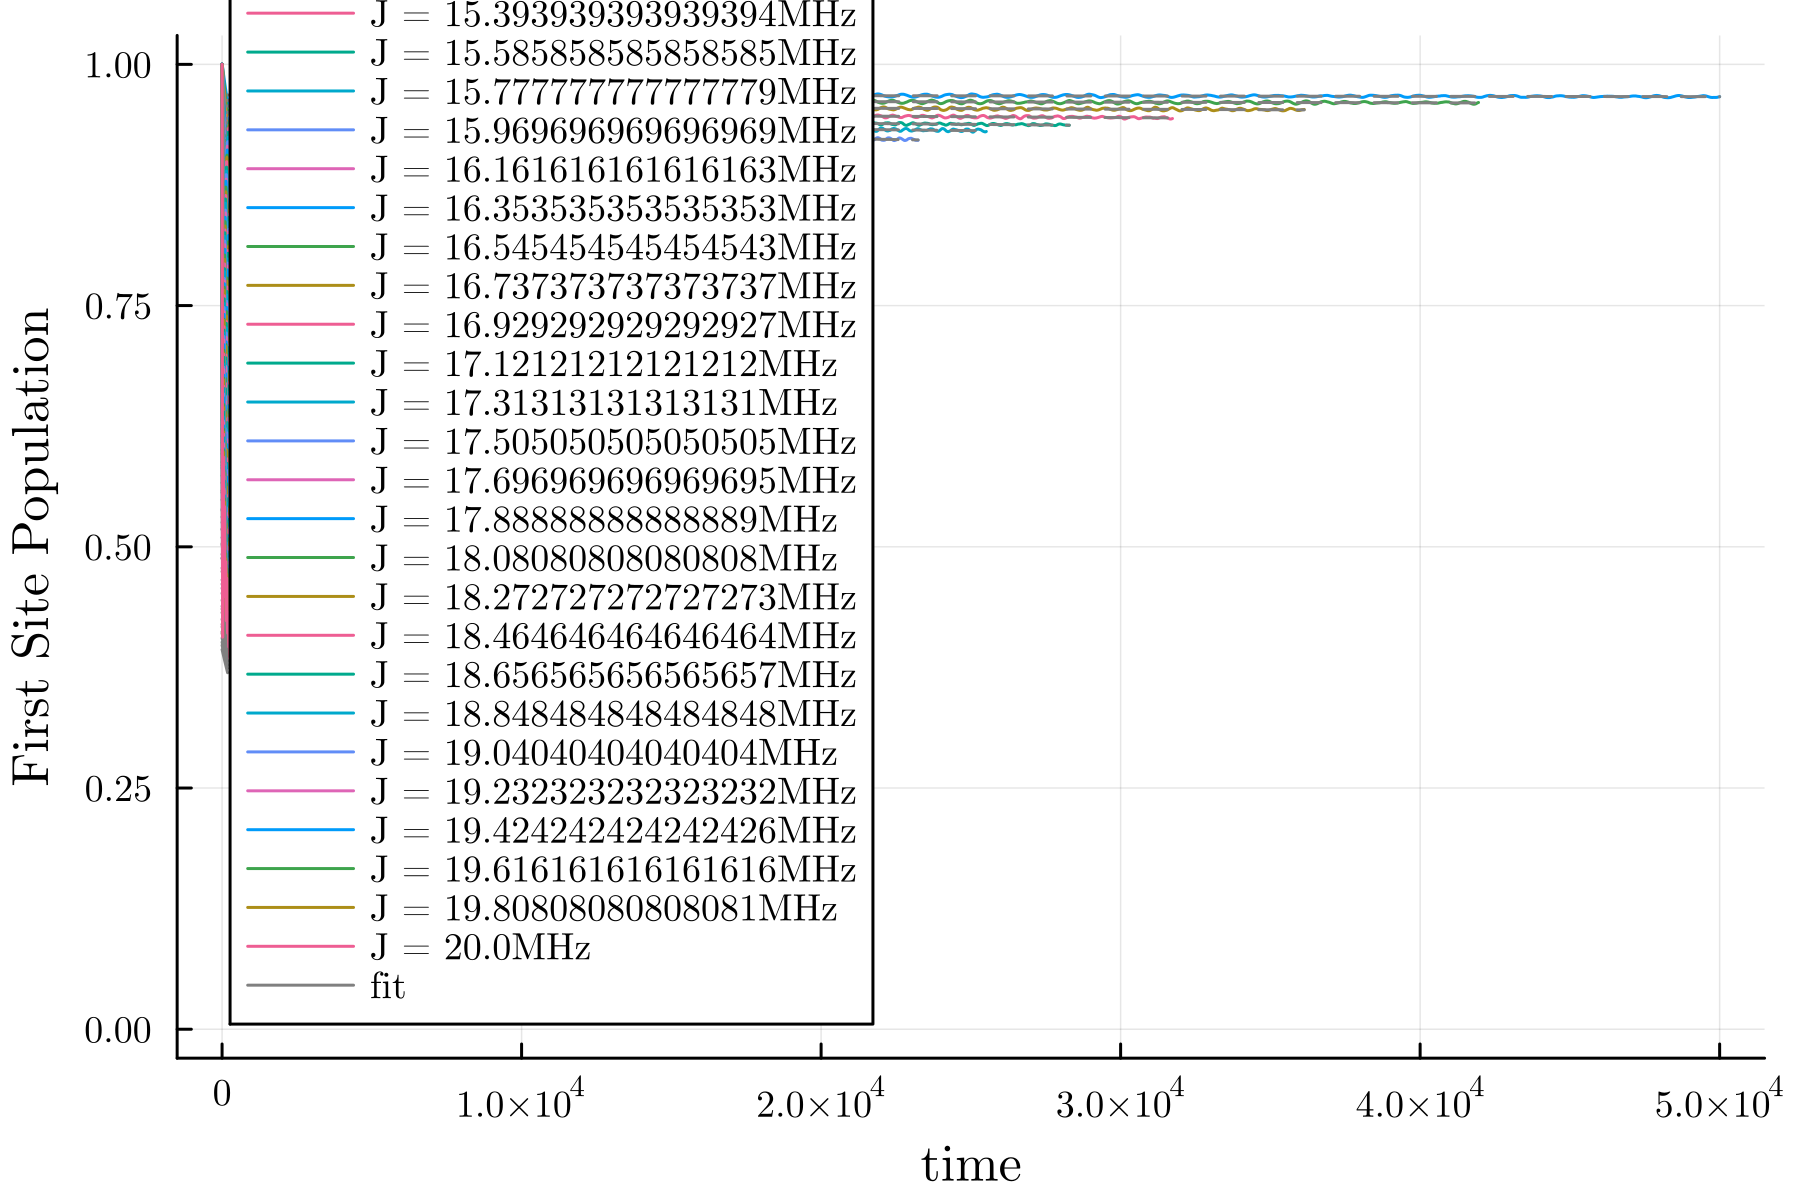 J = 15.393939393939394MHz
J = 15.585858585858585MHz
J = 15.777777777777779MHz
J = 15.969696969696969MHz
J = 16.161616161616163MHz
J = 16.353535353535353MHz
J = 16.545454545454543MHz
J = 16.737373737373737MHz
J = 16.929292929292927MHz
J = 17.12121212121212MHz
J = 17.31313131313131MHz
J = 17.505050505050505MHz
J = 17.696969696969695MHz
J = 17.88888888888889MHz
J = 18.08080808080808MHz
J = 18.272727272727273MHz
J = 18.464646464646464MHz
J = 18.656565656565657MHz
J = 18.848484848484848MHz
J = 19.04040404040404MHz
J = 19.232323232323232MHz
J = 19.424242424242426MHz
J = 19.616161616161616MHz
J = 19.80808080808081MHz
J = 20.0MHz
fit
First Site Population
1.00
0.75
0.50
0.25
0.00
0 1.0×10⁴ 2.0×10⁴ 3.0×10⁴ 4.0×10⁴ 5.0×10⁴
time